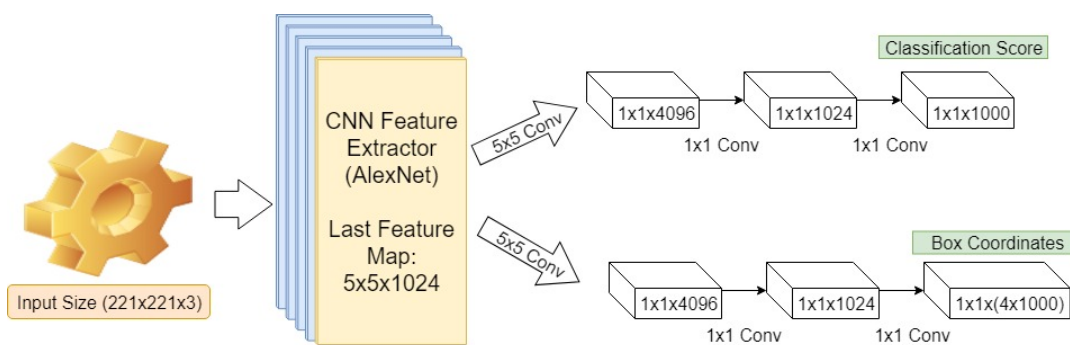 Input Size (221x221x3)
CNN Feature
Extractor
(AlexNet)
Last Feature
Map:
5x5x1024
5x5 Conv
Classification Score
1x1x4096
1x1x1024
1x1x1000
1x1 Conv
1x1 Conv
5x5 Conv
Box Coordinates
1x1x4096
1x1x1024
1x1x(4x1000)
1x1 Conv
1x1 Conv